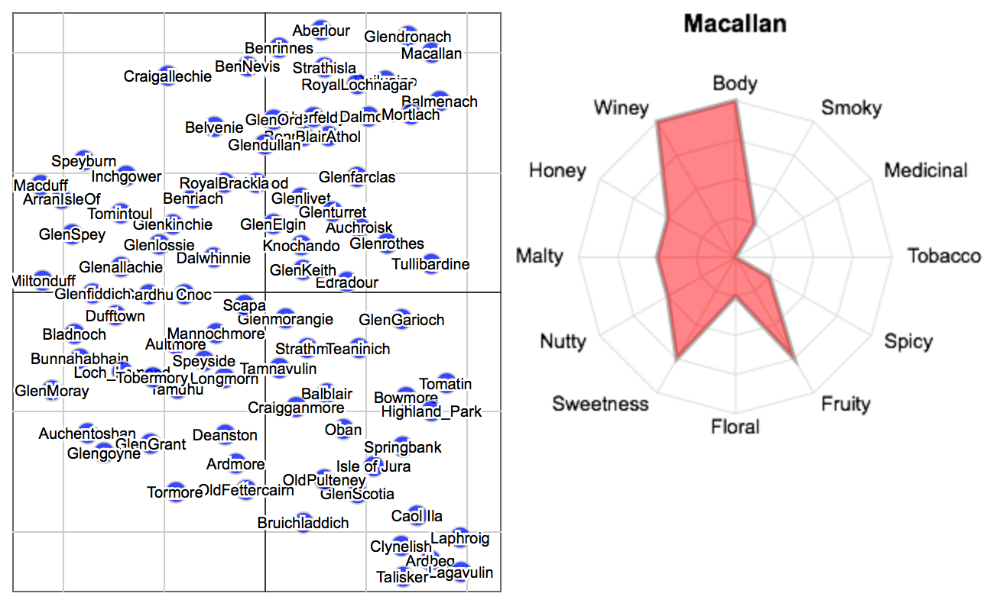 Aberlour
Glendronach
Benrinnes
Macallan
BenNevis
Strathisla
Craigallechie
RoyalLochnagar
Balmenach
GlenOrd
Mortlach
Belvenie
BlairAthol
Glendullan
Speyburn
Inchgower
Glenfarclas
Macduff
RoyalBrackla
ArranIsleOf
Benriach
Glenlivet
Tomintoul
Glenturret
Glenkinchie
GlenElgin
Auchroisk
GlenSpey
Glenlossie
Knochando
Glenrothes
Dalwhinnie
Tullibardine
Glenallachie
GlenKeith
Miltonduff
Edradour
Glenfiddich
Cnoc
Scapa
Dufftown
Glenmorangie
GlenGarioch
Bladnoch
Mannochmore
Aultmore
Teaninich
Bunnahabhain
Speyside
Tamnavulin
Tobermory
Longmorn
Tomatin
GlenMoray
Tamdhu
Balblair
Bowmore
Craigganmore
Highland_Park
Auchentoshan
Deanston
Oban
GlenGrant
Glengoyne
Springbank
Ardmore
Isle of Jura
OldPulteney
Tormore
OldFettercairn
GlenScotia
Caol Ila
Bruichladdich
Laphroig
Clynelish
Ardbeg
Talisker
Lagavulin
Macallan
Body
Winey
Smoky
Honey
Medicinal
Malty
Tobacco
Nutty
Spicy
Sweetness
Fruity
Floral